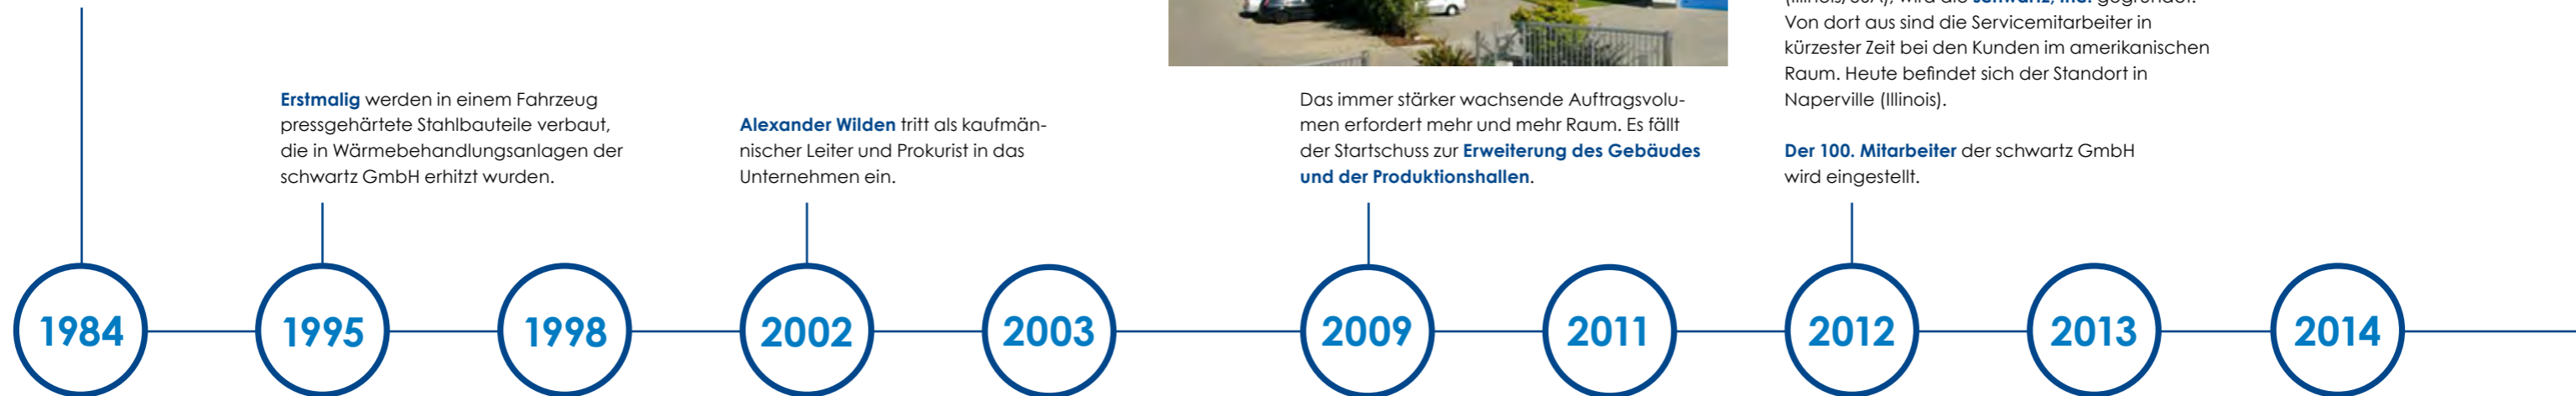 Erstmalig werden in einem Fahrzeug
pressgehärtete Stahlbauteile verbaut,
die in Wärmebehandlungsanlagen der
schwartz GmbH erhitzt wurden.
Alexander Wilden tritt als kaufmän-
nischer Leiter und Prokurist in das
Unternehmen ein.
Das immer stärker wachsende Auftragsvolu-
men erfordert mehr und mehr Raum. Es fällt
der Startschuss zur Erweiterung des Gebäudes
und der Produktionshallen.
Von dort aus sind die Servicemitarbeiter in
kürzester Zeit bei den Kunden im amerikanischen
Raum. Heute befindet sich der Standort in
Naperville (Illinois).
Der 100. Mitarbeiter der schwartz GmbH
wird eingestellt.
1984
1995
1998
2002
2003
2009
2011
2012
2013
2014